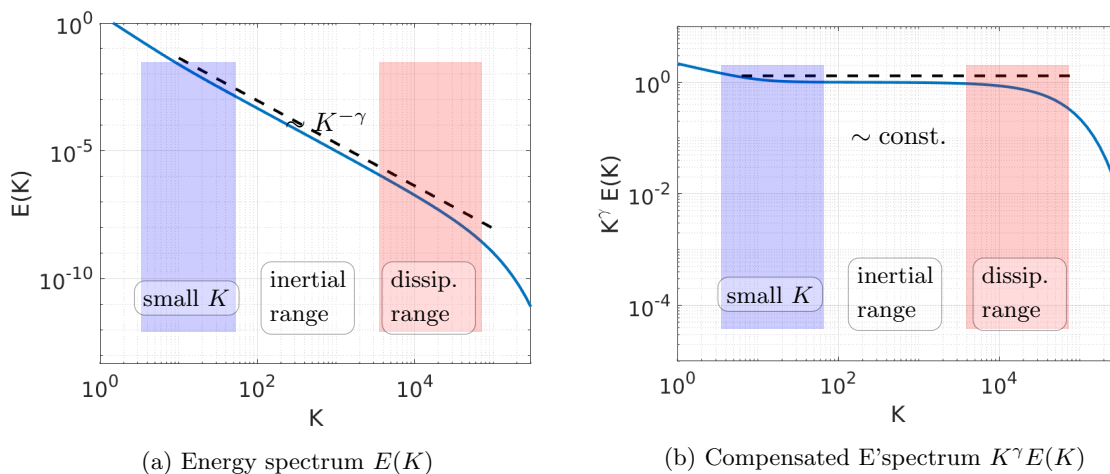 10^0
10^-5
10^-10
E(K)
~ K^{-γ}
small K
inertial
range
dissip.
range
10^0
10^2
10^4
K
(a) Energy spectrum E(K)
10^0
10^-2
10^-4
K^γ E(K)
~ const.
small K
inertial
range
dissip.
range
10^0
10^2
10^4
K
(b) Compensated E'spectrum K^γ E(K)